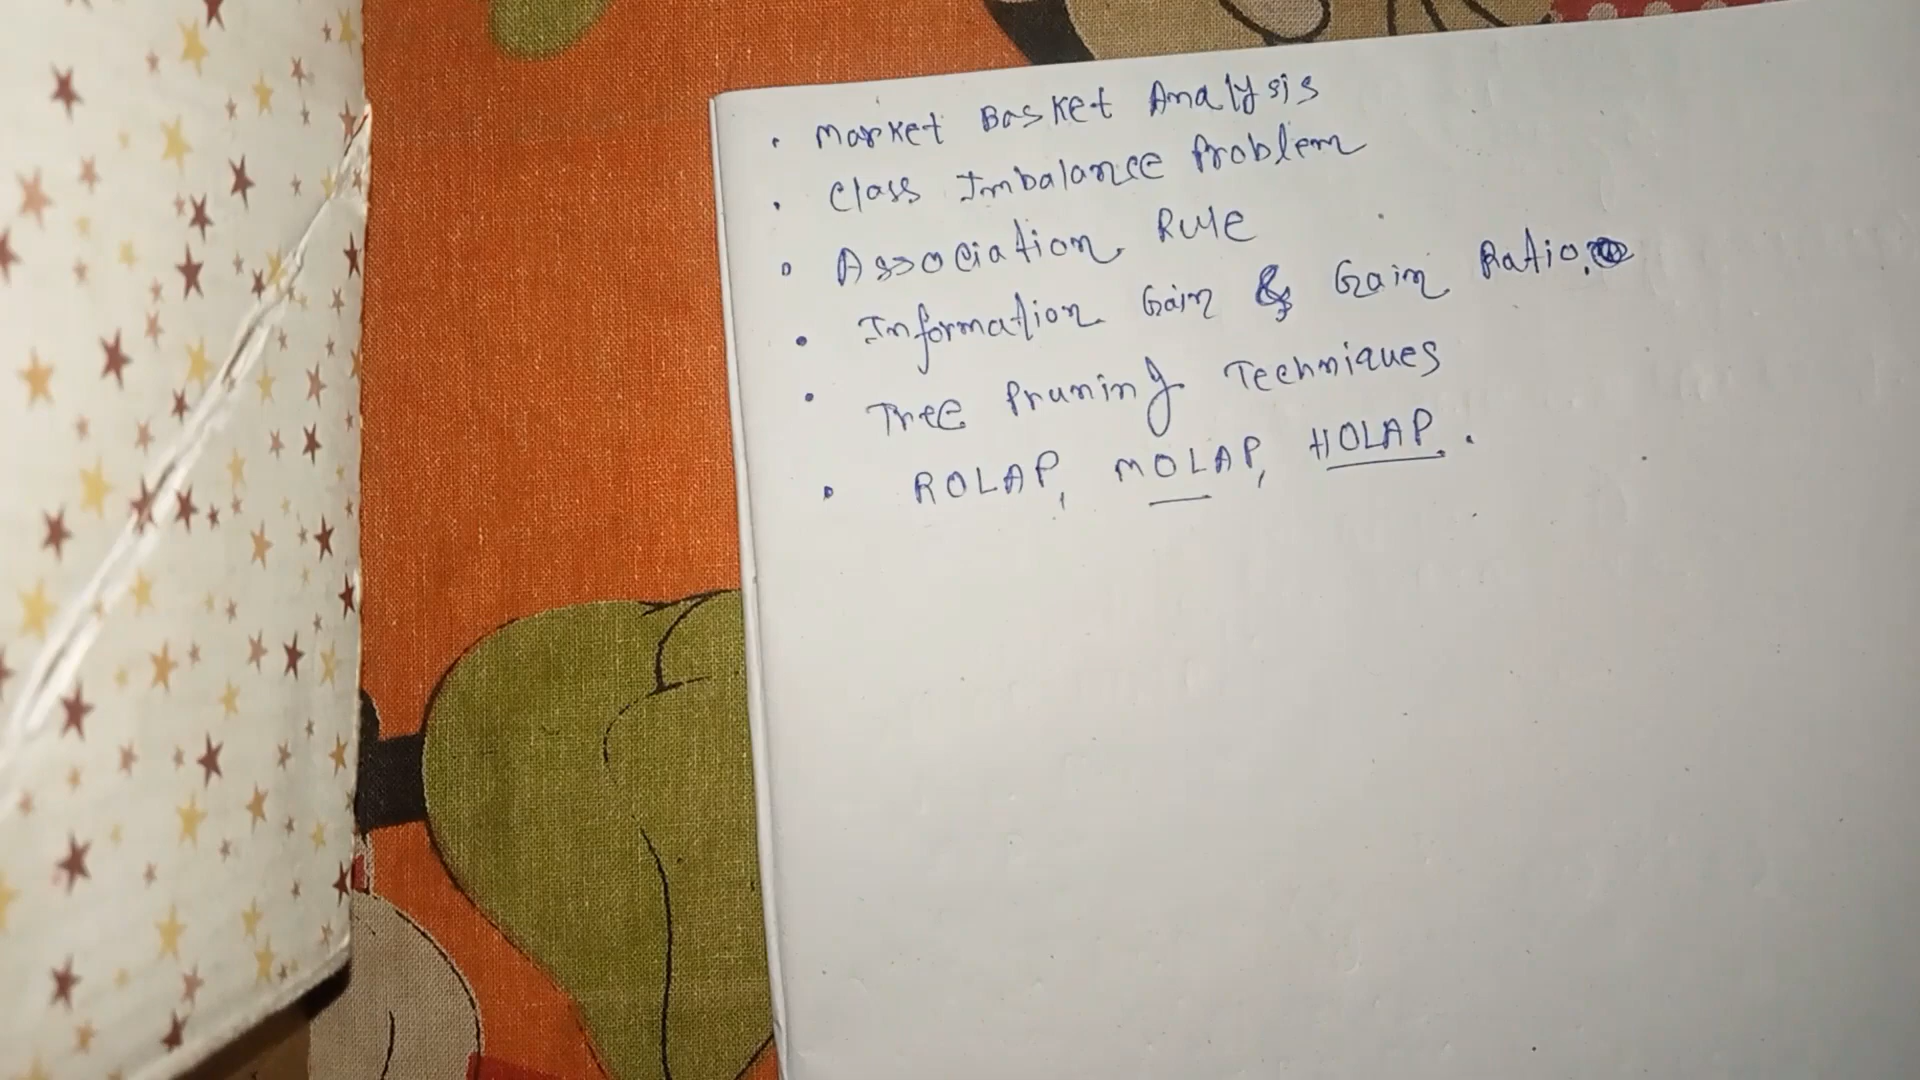 • Market Basket Analysis
• Class Imbalance Problem
• Association Rule
• Information Gain & Gain Ratio.
• Tree Pruning Techniques
• ROLAP, MOLAP, HOLAP.